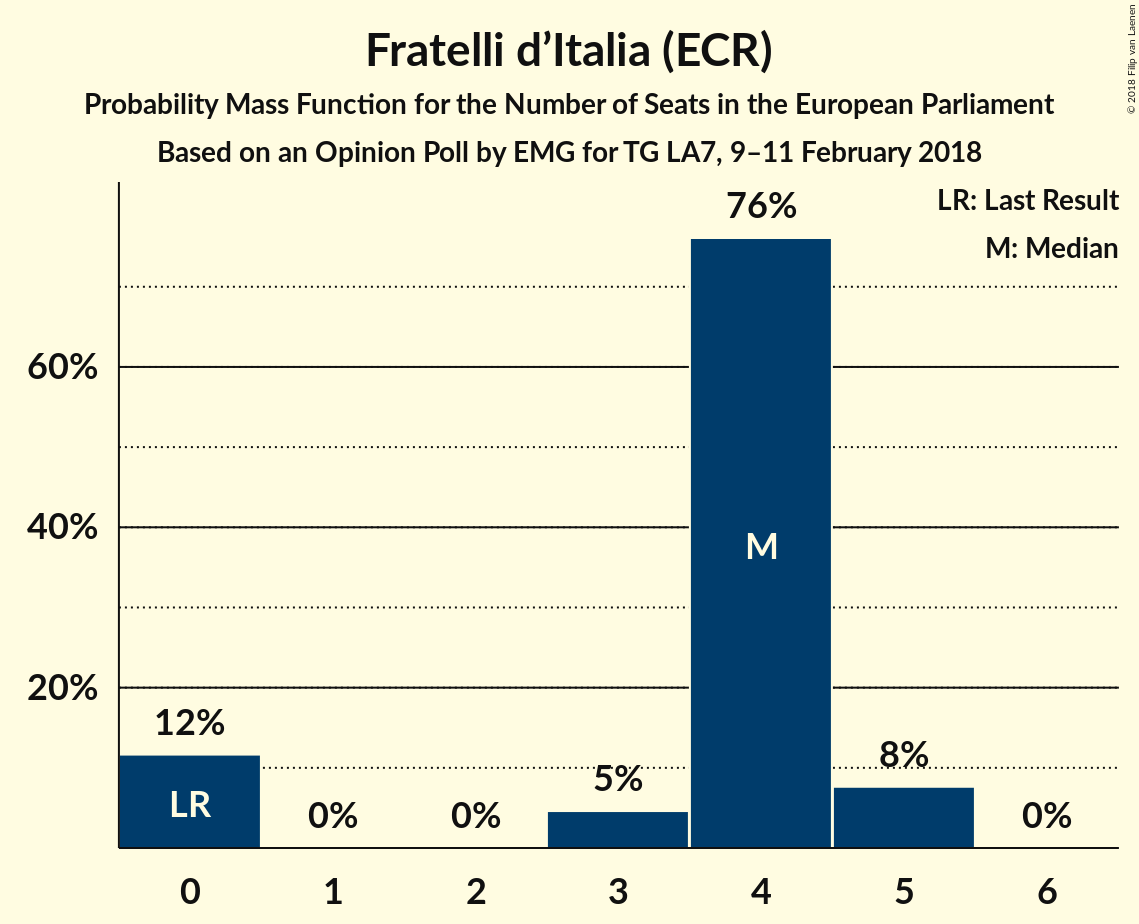 Fratelli d’Italia (ECR)
Probability Mass Function for the Number of Seats in the European Parliament
Based on an Opinion Poll by EMG for TG LA7, 9–11 February 2018
© 2018 Filip van Laenen
LR: Last Result
M: Median
60%
40%
20%
12%
0%
0%
5%
76%
8%
0%
LR
M
0
1
2
3
4
5
6